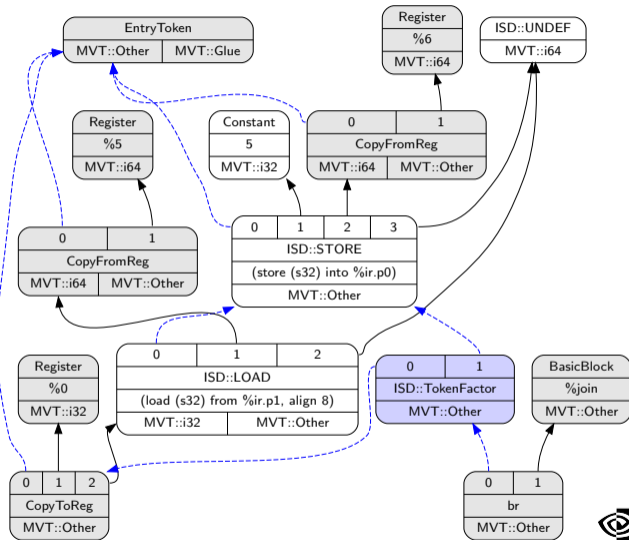 EntryToken
MVT::Other MVT::Glue
Register
%6
MVT::i64
ISD::UNDEF
MVT::i64
Register
%5
MVT::i64
Constant
5
MVT::i32
0 1
CopyFromReg
MVT::i64 MVT::Other
0 1
CopyFromReg
MVT::i64 MVT::Other
0 1 2 3
ISD::STORE
(store (s32) into %ir.p0)
MVT::Other
Register
%0
MVT::i32
0 1 2
ISD::LOAD
(load (s32) from %ir.p1, align 8)
MVT::i32 MVT::Other
0 1
ISD::TokenFactor
MVT::Other
BasicBlock
%join
MVT::Other
0 1 2
CopyToReg
MVT::Other
0 1
br
MVT::Other